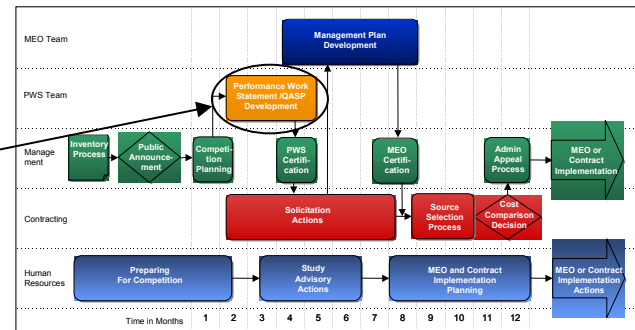 MEO Team
Management Plan
Development
PWS Team
Performance Work
Statement /QASP
Development
Manage
ment
Inventory
Process
Public
Announce-
ment
Competi-
tion
Planning
PWS
Certifi-
cation
MEO
Certifi-
cation
Admin
Appeal
Process
MEO or
Contract
Implementation
Contracting
Solicitation
Actions
Source
Selection
Process
Cost
Comparison
Decision
Human
Resources
Preparing
For Competition
Study
Advisory
Actions
MEO and Contract
Implementation
Planning
MEO or Contract
Implementation
Actions
Time in Months 1 2 3 4 5 6 7 8 9 10 11 12